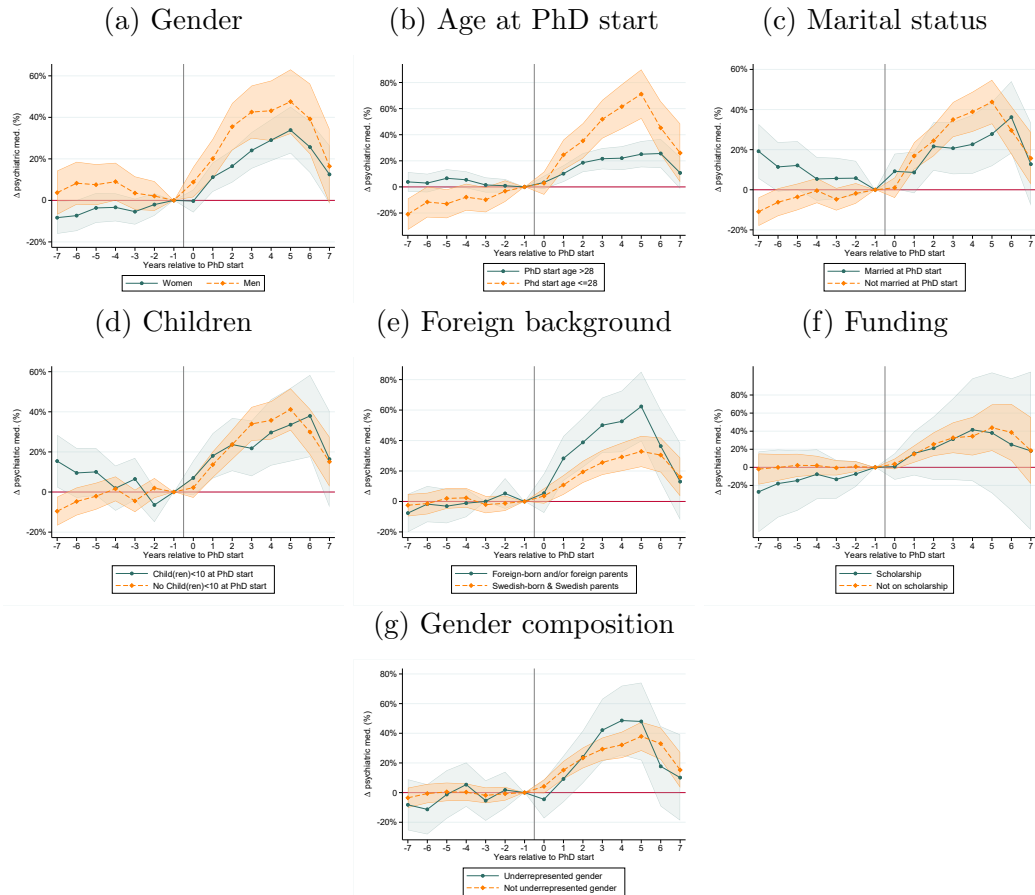 (a) Gender
(b) Age at PhD start
(c) Marital status
Δ psychiatric med. (%)
60%
40%
20%
0
-20%
-7 -6 -5 -4 -3 -2 -1 0 1 2 3 4 5 6 7
Years relative to PhD start
Women Men
Δ psychiatric med. (%)
80%
60%
40%
20%
0
-20%
-7 -6 -5 -4 -3 -2 -1 0 1 2 3 4 5 6 7
Years relative to PhD start
PhD start age >28
Phd start age <=28
Δ psychiatric med. (%)
60%
40%
20%
0
-20%
-7 -6 -5 -4 -3 -2 -1 0 1 2 3 4 5 6 7
Years relative to PhD start
Married at PhD start
Not married at PhD start
(d) Children
(e) Foreign background
(f) Funding
Δ psychiatric med. (%)
60%
40%
20%
0
-20%
-7 -6 -5 -4 -3 -2 -1 0 1 2 3 4 5 6 7
Years relative to PhD start
Child(ren)<10 at PhD start
No Child(ren)<10 at PhD start
Δ psychiatric med. (%)
80%
60%
40%
20%
0
-20%
-7 -6 -5 -4 -3 -2 -1 0 1 2 3 4 5 6 7
Years relative to PhD start
Foreign-born and/or foreign parents
Swedish-born & Swedish parents
Δ psychiatric med. (%)
80%
60%
40%
20%
0
-20%
-7 -6 -5 -4 -3 -2 -1 0 1 2 3 4 5 6 7
Years relative to PhD start
Scholarship
Not on scholarship
(g) Gender composition
Δ psychiatric med. (%)
80%
60%
40%
20%
0
-20%
-7 -6 -5 -4 -3 -2 -1 0 1 2 3 4 5 6 7
Years relative to PhD start
Underrepresented gender
Not underrepresented gender